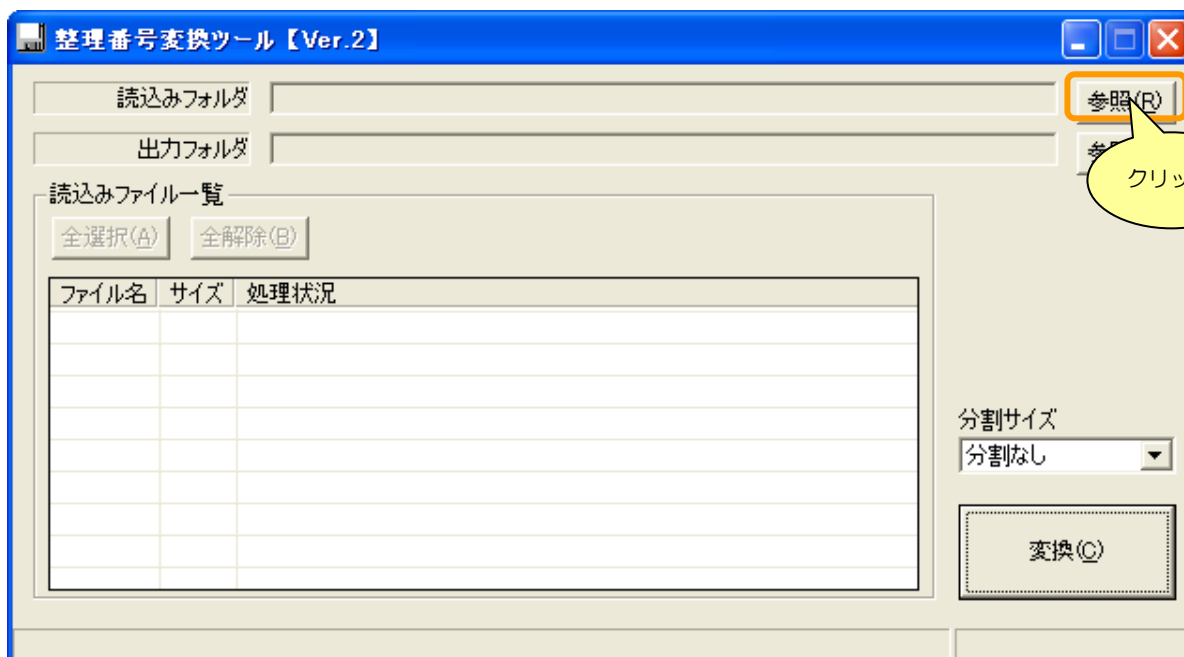 整理番号変換ツール【Ver.2】
読込みフォルダ
参照(R)
出力フォルダ
クリッ
読込みファイル一覧
全選択(A) 全解除(B)
ファイル名 サイズ 処理状況
分割サイズ
分割なし
変換(C)